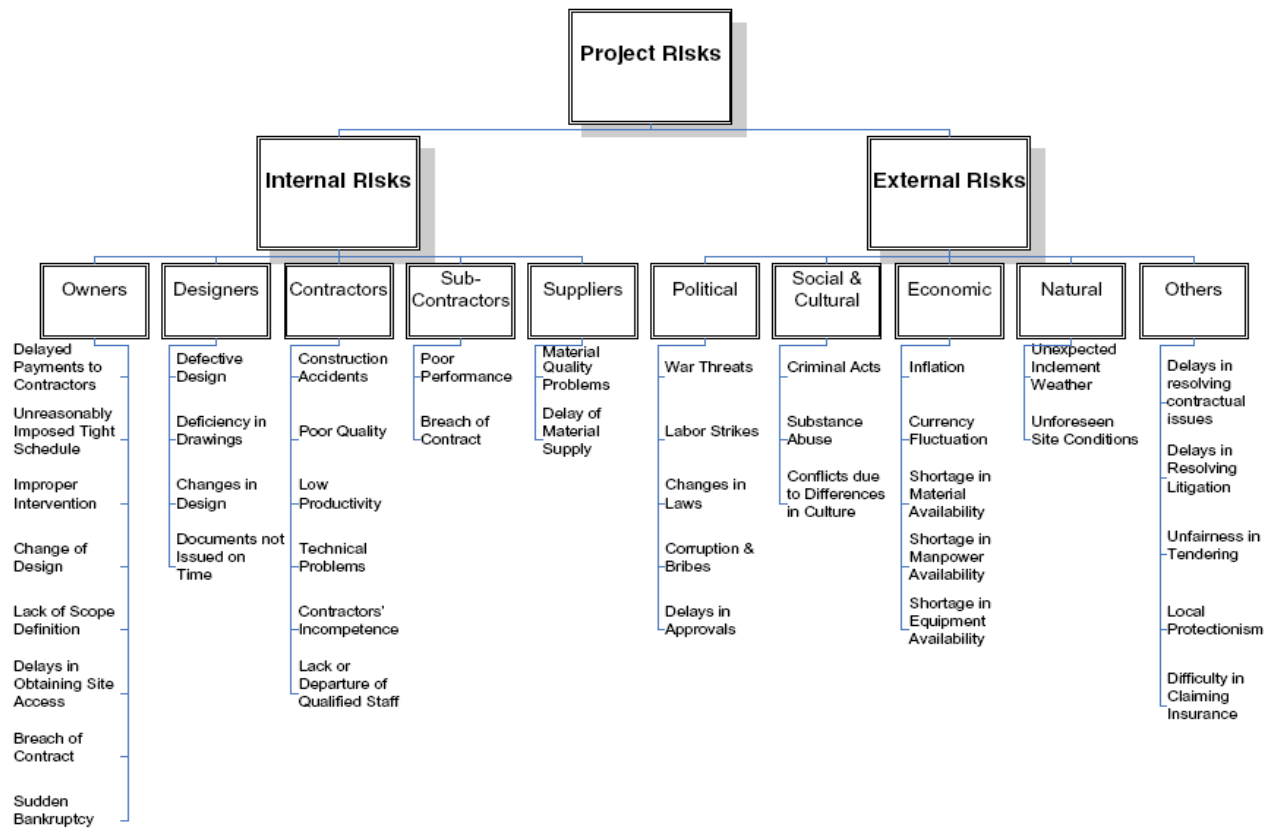 Project Risks
Internal Risks
External Risks
Owners
Designers
Contractors
Sub-
Contractors
Suppliers
Political
Social &
Cultural
Economic
Natural
Others
Delayed
Payments to
Contractors
Unreasonably
Imposed Tight
Schedule
Improper
Intervention
Change of
Design
Lack of Scope
Definition
Delays in
Obtaining Site
Access
Breach of
Contract
Sudden
Bankruptcy
Defective
Design
Deficiency in
Drawings
Changes in
Design
Documents not
Issued on
Time
Construction
Accidents
Poor Quality
Low
Productivity
Technical
Problems
Contractors'
Incompetence
Lack or
Departure of
Qualified Staff
Poor
Performance
Breach of
Contract
Material
Quality
Problems
Delay of
Material
Supply
War Threats
Labor Strikes
Changes in
Laws
Corruption &
Bribes
Delays in
Approvals
Criminal Acts
Substance
Abuse
Conflicts due
to Differences
in Culture
Inflation
Currency
Fluctuation
Shortage in
Material
Availability
Shortage in
Manpower
Availability
Shortage in
Equipment
Availability
Unexpected
Inclement
Weather
Unforeseen
Site Conditions
Delays in
resolving
contractual
issues
Delays in
Resolving
Litigation
Unfairness in
Tendering
Local
Protectionism
Difficulty in
Claiming
Insurance